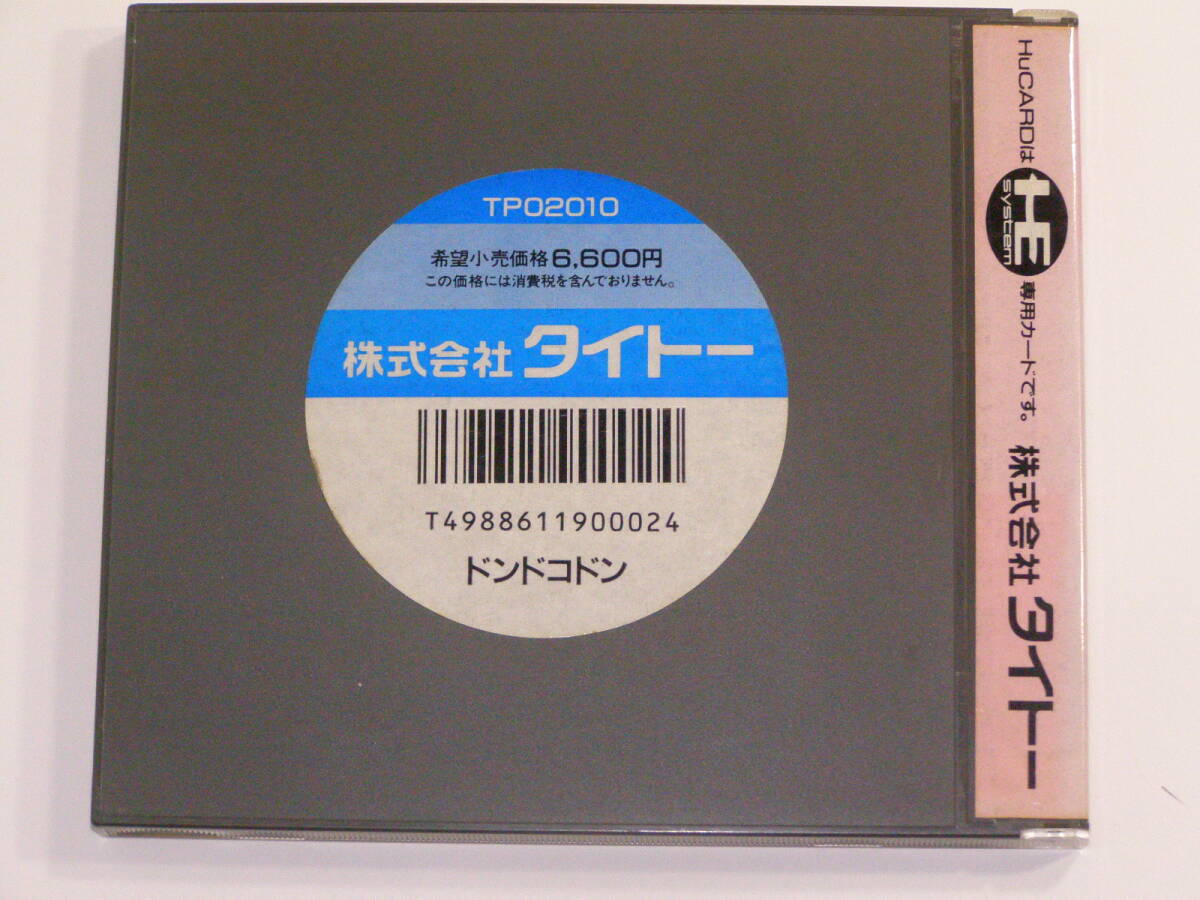 TP02010
希望小売価格6,600円
この価格には消費税を含んでおりません。
株式会社タイトー
T4988611900024
ドンドコドン
HuCARDは HE system 専用カードです。 株式会社タイトー